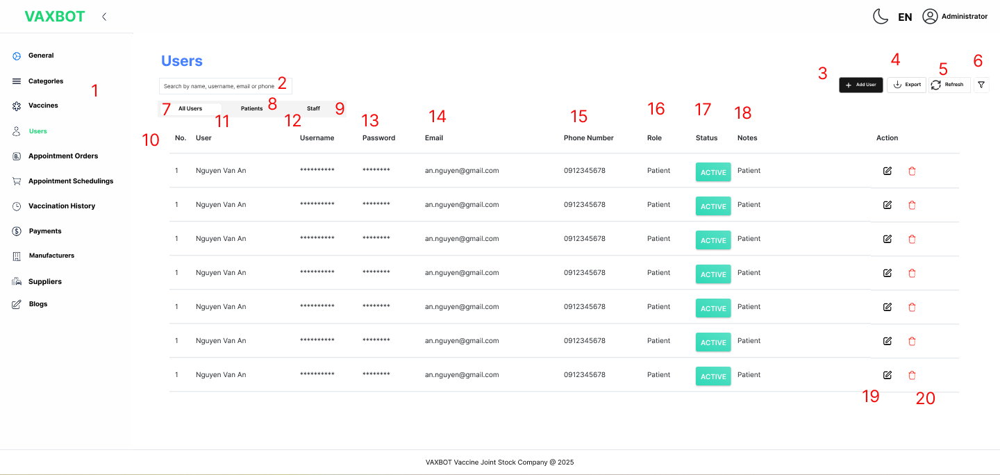 VAXBOT
EN Administrator
General
Categories
1
Vaccines
Users
Appointment Orders
Appointment Schedulings
Vaccination History
Payments
Manufacturers
Suppliers
Blogs
Users
Search by name, username, email or phone 2
3 4 5 6
+ Add User Export Refresh
7 All Users Patients 8 Staff 9
10 11 12 13 14 15 16 17 18
No. User Username Password Email Phone Number Role Status Notes Action
1 Nguyen Van An ********** ******** an.nguyen@gmail.com 0912345678 Patient ACTIVE Patient
1 Nguyen Van An ********** ******** an.nguyen@gmail.com 0912345678 Patient ACTIVE Patient
1 Nguyen Van An ********** ******** an.nguyen@gmail.com 0912345678 Patient ACTIVE Patient
1 Nguyen Van An ********** ******** an.nguyen@gmail.com 0912345678 Patient ACTIVE Patient
1 Nguyen Van An ********** ******** an.nguyen@gmail.com 0912345678 Patient ACTIVE Patient
1 Nguyen Van An ********** ******** an.nguyen@gmail.com 0912345678 Patient ACTIVE Patient
1 Nguyen Van An ********** ******** an.nguyen@gmail.com 0912345678 Patient ACTIVE Patient
19 20
VAXBOT Vaccine Joint Stock Company @ 2025